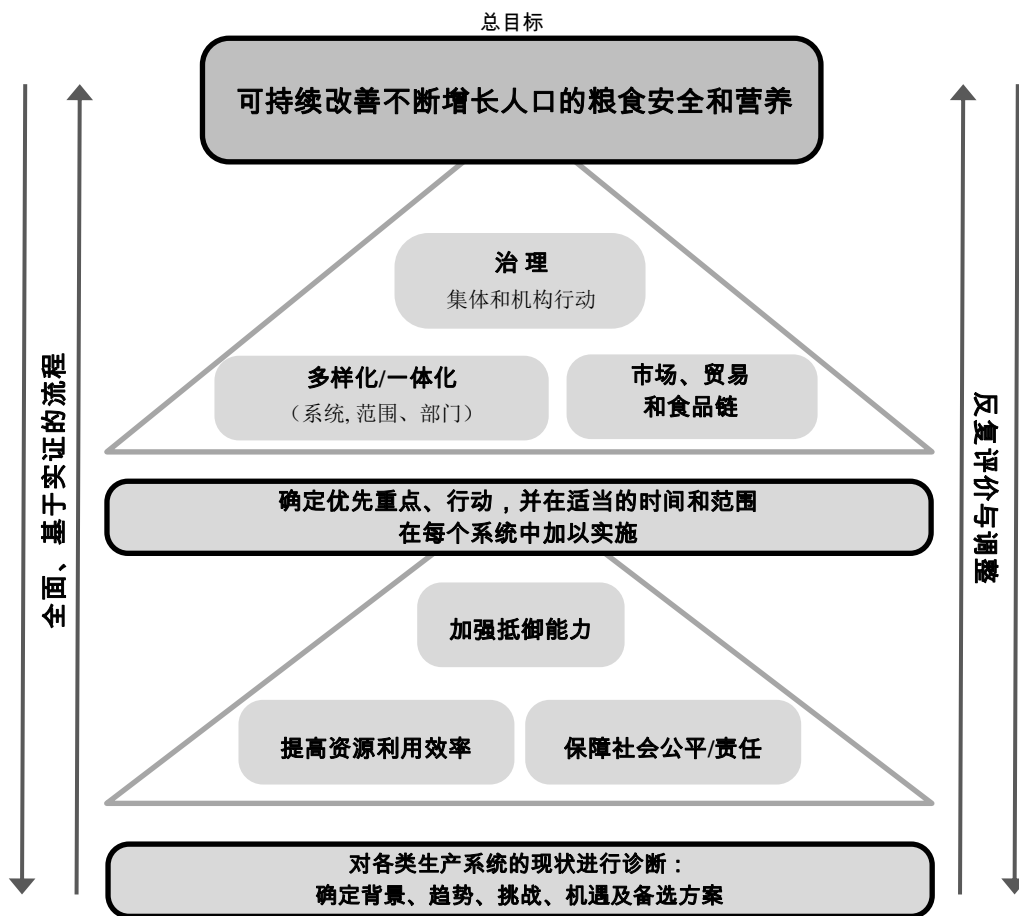 总目标
可持续改善不断增长人口的粮食安全和营养
治 理
集体和机构行动
多样化/一体化
（系统, 范围、部门）
市场、贸易
和食品链
全面、基于实证的流程
反复评价与调整
确定优先重点、行动，并在适当的时间和范围
在每个系统中加以实施
加强抵御能力
提高资源利用效率
保障社会公平/责任
对各类生产系统的现状进行诊断：
确定背景、趋势、挑战、机遇及备选方案